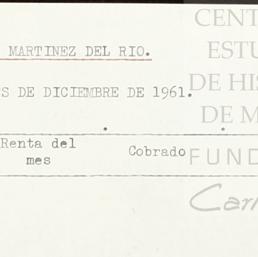 MARTINEZ DEL RIO.
S DE DICIEMBRE DE 1961.
Renta del
mes
Cobrado
CENT
ESTU
DE HIS
DE M
FUND
Car